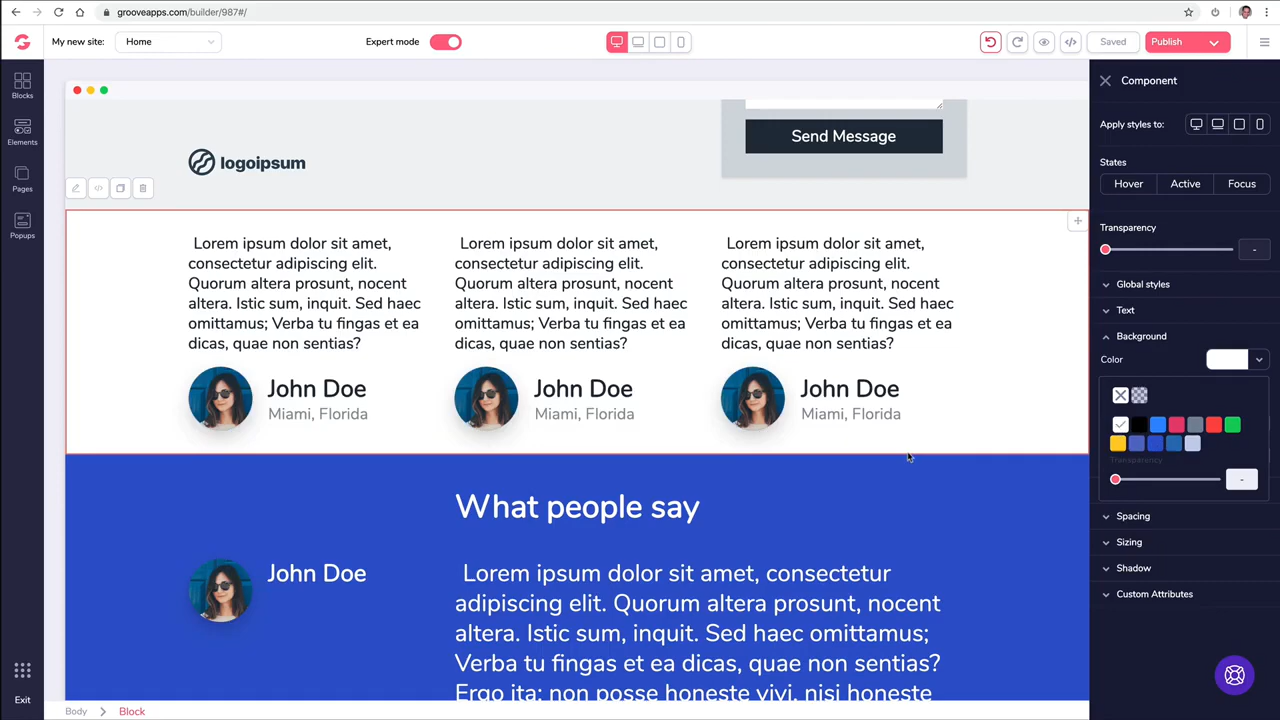 grooveapps.com/builder/987#/
My new site:
Home
Expert mode
Saved
Publish
Blocks
Elements
Pages
Popups
Exit
logoipsum
Send Message
Lorem ipsum dolor sit amet,
consectetur adipiscing elit.
Quorum altera prosunt, nocent
altera. Istic sum, inquit. Sed haec
omittamus; Verba tu fingas et ea
dicas, quae non sentias?
John Doe
Miami, Florida
Lorem ipsum dolor sit amet,
consectetur adipiscing elit.
Quorum altera prosunt, nocent
altera. Istic sum, inquit. Sed haec
omittamus; Verba tu fingas et ea
dicas, quae non sentias?
John Doe
Miami, Florida
Lorem ipsum dolor sit amet,
consectetur adipiscing elit.
Quorum altera prosunt, nocent
altera. Istic sum, inquit. Sed haec
omittamus; Verba tu fingas et ea
dicas, quae non sentias?
John Doe
Miami, Florida
What people say
John Doe
Lorem ipsum dolor sit amet, consectetur
adipiscing elit. Quorum altera prosunt, nocent
altera. Istic sum, inquit. Sed haec omittamus;
Verba tu fingas et ea dicas, quae non sentias?
Ergo ita: non posse honeste vivi, nisi honeste
Body
Block
Component
Apply styles to:
States
Hover
Active
Focus
Transparency
-
Global styles
Text
Background
Color
Transparency
-
Spacing
Sizing
Shadow
Custom Attributes